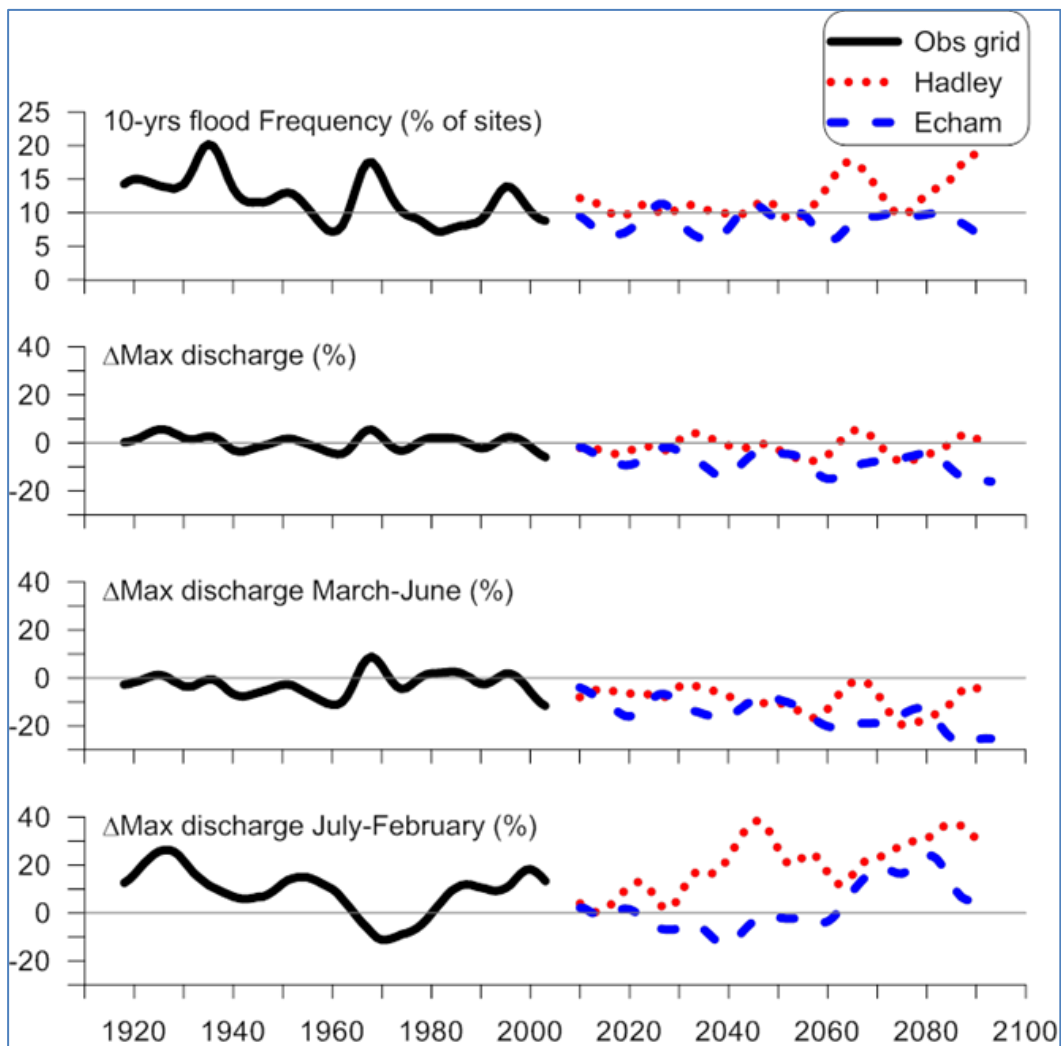 Obs grid
Hadley
Echam
10-yrs flood Frequency (% of sites)
25
20
15
10
5
0
ΔMax discharge (%)
40
20
0
-20
ΔMax discharge March-June (%)
40
20
0
-20
ΔMax discharge July-February (%)
40
20
0
-20
1920 1940 1960 1980 2000 2020 2040 2060 2080 2100